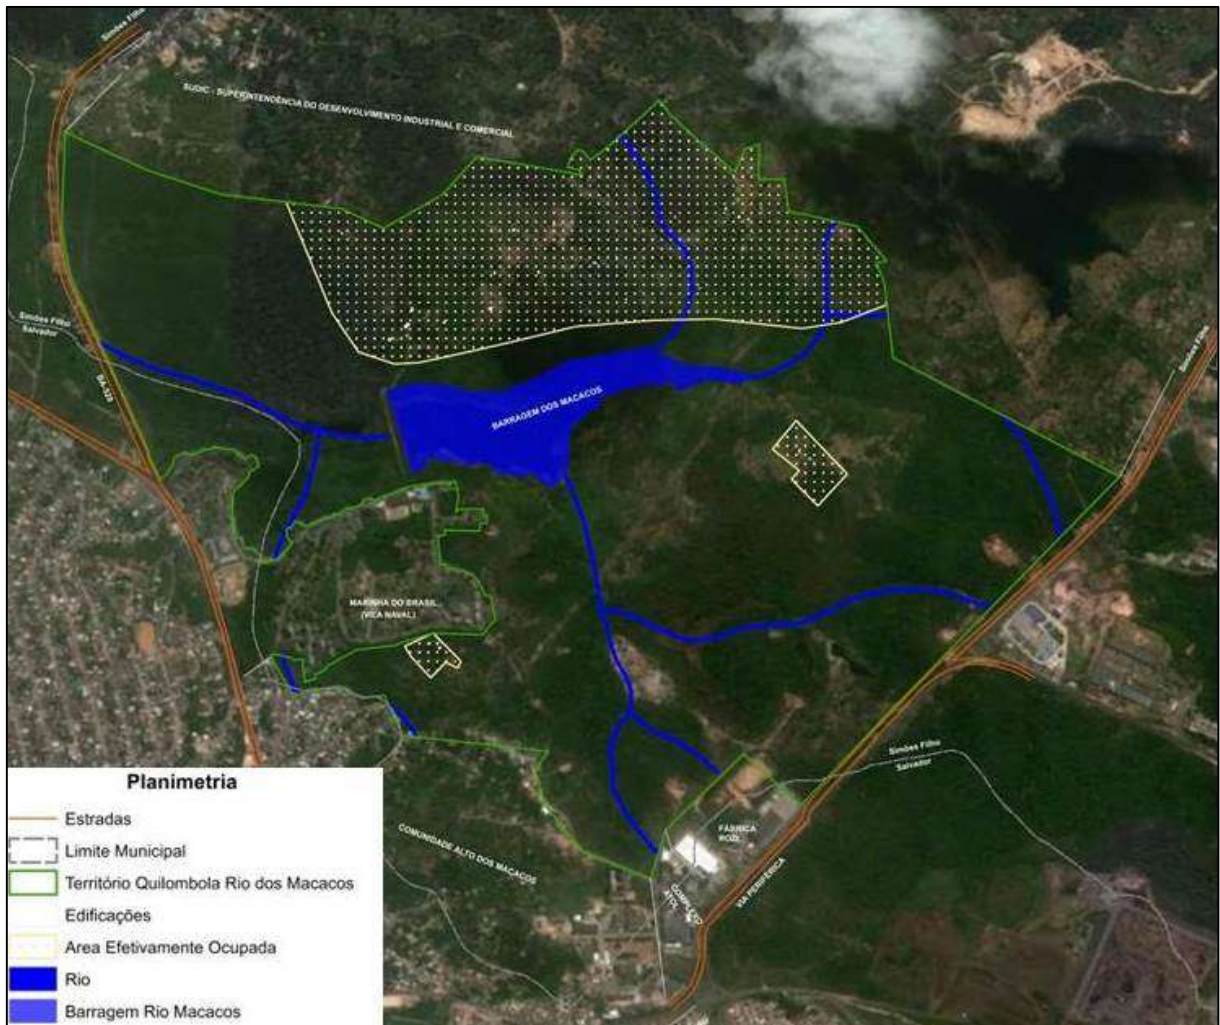 Simões Filho
SUDIC - SUPERINTENDÊNCIA DO DESENVOLVIMENTO INDUSTRIAL E COMERCIAL
Simões Filho
Salvador
BA-528
BARRAGEM DOS MACACOS
Simões Filho
MARINHA DO BRASIL
(VILA NAVAL)
Simões Filho
Salvador
FÁBRICA
COMUNIDADE ALTO DOS MACACOS
COMPLEXO
VIA PERIFÉRICA
Planimetria
Estradas
Limite Municipal
Território Quilombola Rio dos Macacos
Edificações
Area Efetivamente Ocupada
Rio
Barragem Rio Macacos